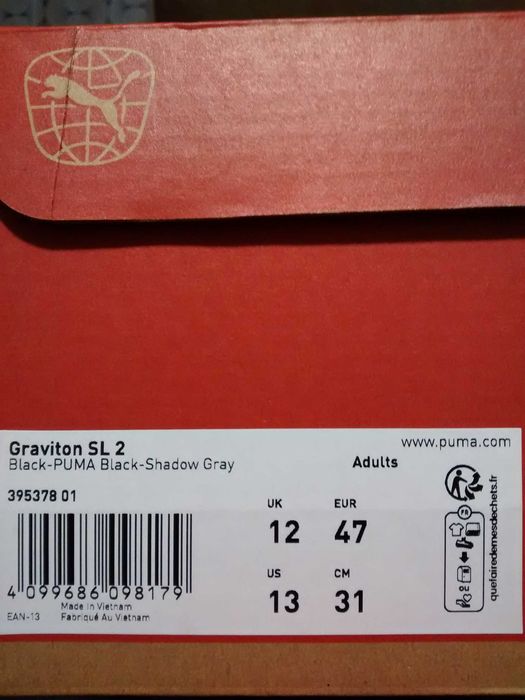 www.puma.com
Graviton SL 2
Black-PUMA Black-Shadow Gray
Adults
395378 01
UK EUR
12 47
US CM
13 31
4 099686 098179
EAN-13
Made in Vietnam
Fabriqué Au Vietnam
FR
quefairedemesdechets.fr